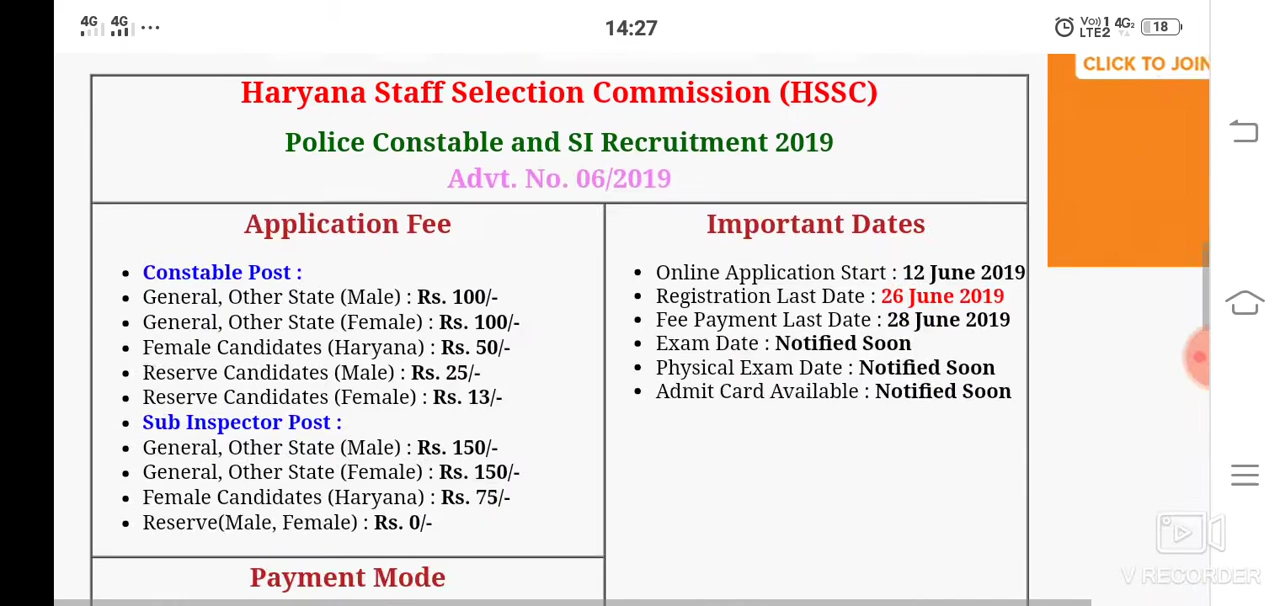 4G 4G ...
14:27
Vo) 1 4G2
LTE2
18
CLICK TO JOIN
Haryana Staff Selection Commission (HSSC)
Police Constable and SI Recruitment 2019
Advt. No. 06/2019
Application Fee
• Constable Post :
• General, Other State (Male) : Rs. 100/-
• General, Other State (Female) : Rs. 100/-
• Female Candidates (Haryana) : Rs. 50/-
• Reserve Candidates (Male) : Rs. 25/-
• Reserve Candidates (Female) : Rs. 13/-
• Sub Inspector Post :
• General, Other State (Male) : Rs. 150/-
• General, Other State (Female) : Rs. 150/-
• Female Candidates (Haryana) : Rs. 75/-
• Reserve(Male, Female) : Rs. 0/-
Payment Mode
Important Dates
• Online Application Start : 12 June 2019
• Registration Last Date : 26 June 2019
• Fee Payment Last Date : 28 June 2019
• Exam Date : Notified Soon
• Physical Exam Date : Notified Soon
• Admit Card Available : Notified Soon
V RECORDER